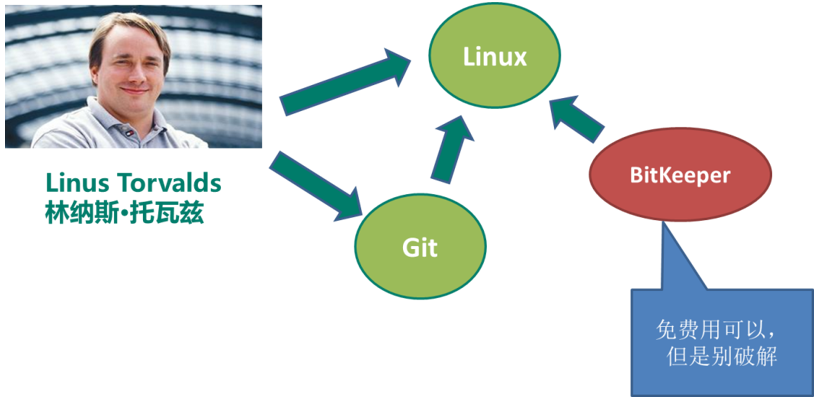 Linux
BitKeeper
Linus Torvalds
林纳斯•托瓦兹
Git
免费用可以，
但是别破解